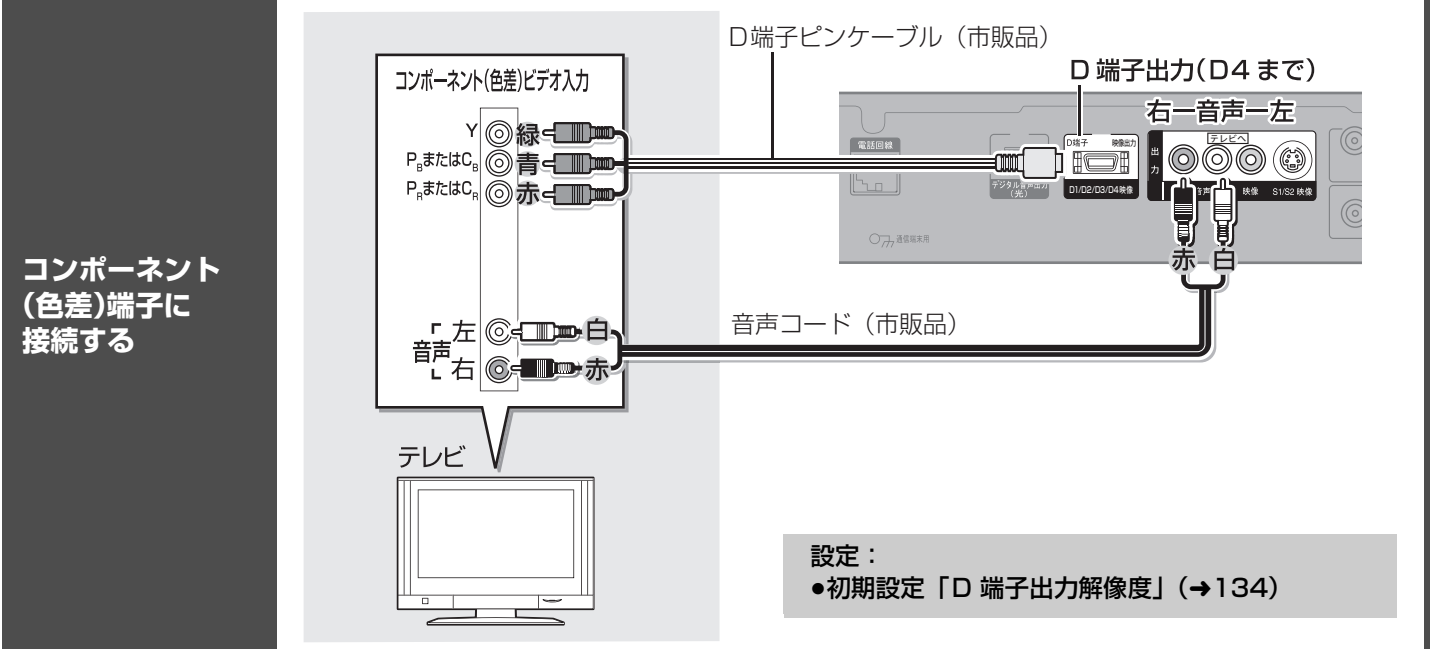 コンポーネント
(色差)端子に
接続する
コンポーネント(色差)ビデオ入力
Y 緑
PBまたはCB 青
PRまたはCR 赤
音声
左 白
右 赤
テレビ
D端子ピンケーブル（市販品）
D 端子出力(D4 まで)
右―音声―左
電話回線
デジタル音声出力
（光）
D端子 映像出力
D1/D2/D3/D4映像
出力
テレビへ
音声 映像 S1/S2 映像
通信端末用
赤 白
音声コード（市販品）
設定：
●初期設定「D 端子出力解像度」(➜134)